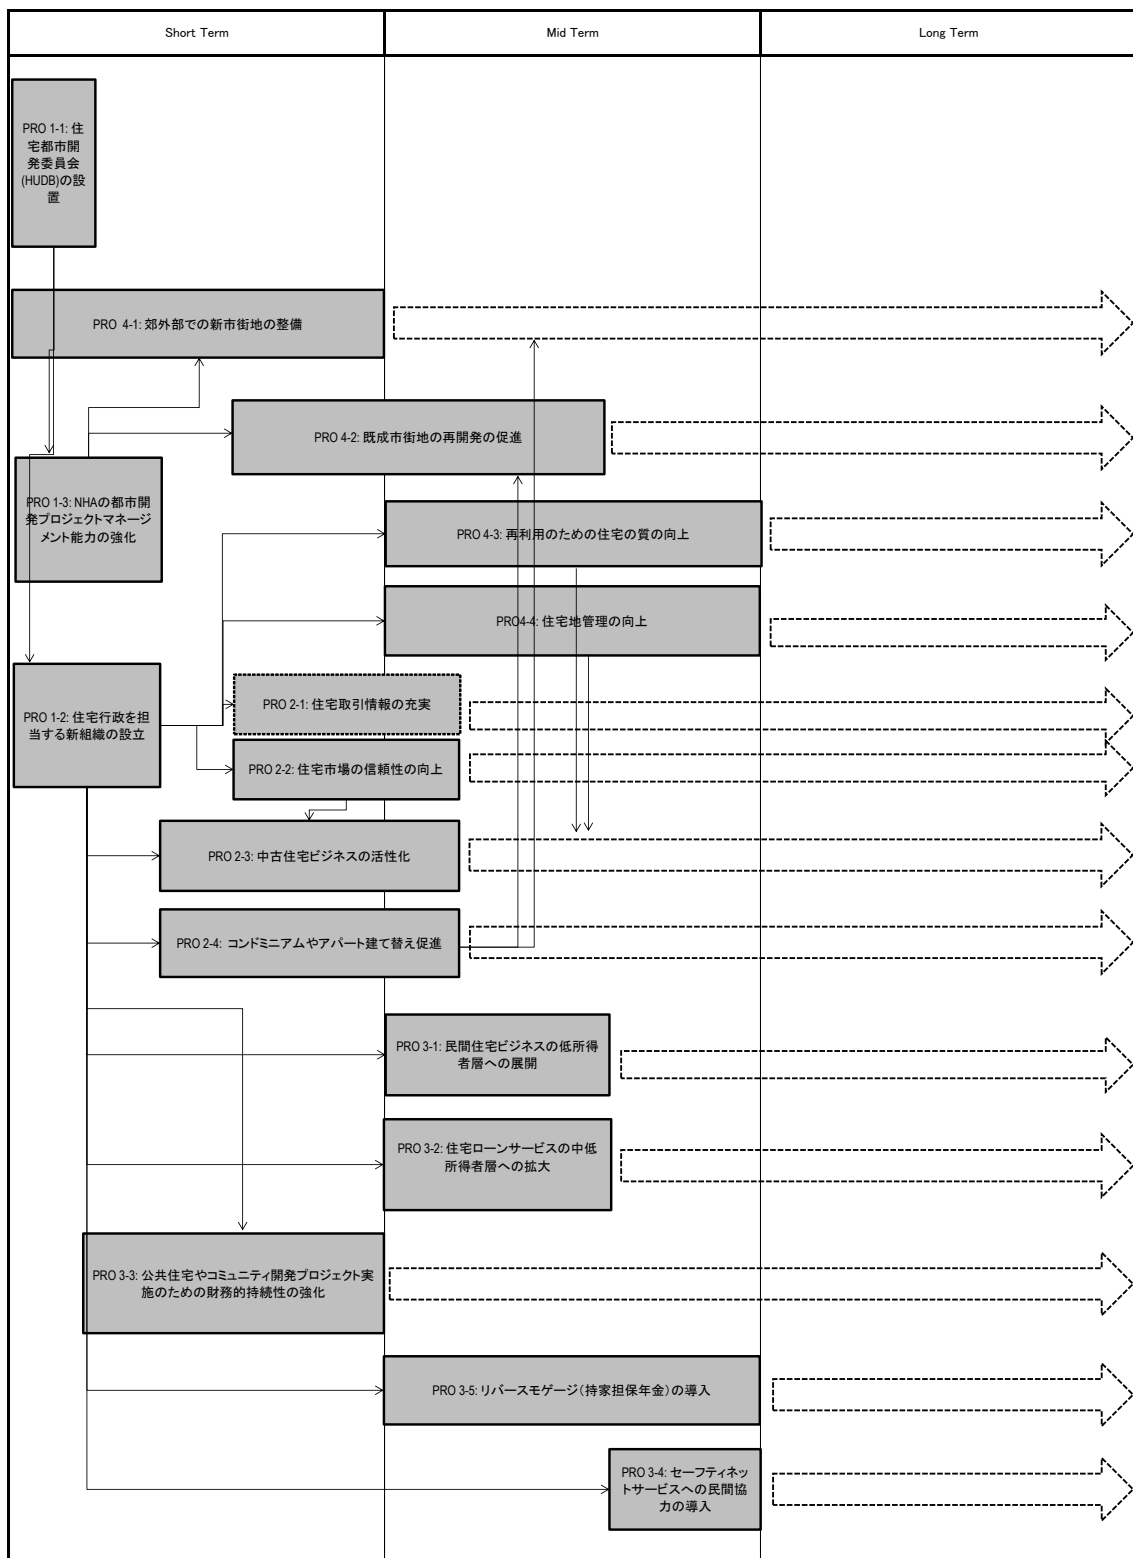 Short Term
Mid Term
Long Term
PRO 1-1: 住
宅都市開
発委員会
(HUDB)の設
置
PRO 4-1: 郊外部での新市街地の整備
PRO 4-2: 既成市街地の再開発の促進
PRO 1-3: NHAの都市開
発プロジェクトマネージ
メント能力の強化
PRO 4-3: 再利用のための住宅の質の向上
PRO4-4: 住宅地管理の向上
PRO 1-2: 住宅行政を担
当する新組織の設立
PRO 2-1: 住宅取引情報の充実
PRO 2-2: 住宅市場の信頼性の向上
PRO 2-3: 中古住宅ビジネスの活性化
PRO 2-4: コンドミニアムやアパート建て替え促進
PRO 3-1: 民間住宅ビジネスの低所得
者層への展開
PRO 3-2: 住宅ローンサービスの中低
所得者層への拡大
PRO 3-3: 公共住宅やコミュニティ開発プロジェクト実
施のための財務的持続性の強化
PRO 3-5: リバースモゲージ(持家担保年金)の導入
PRO 3-4: セーフティネッ
トサービスへの民間協
力の導入